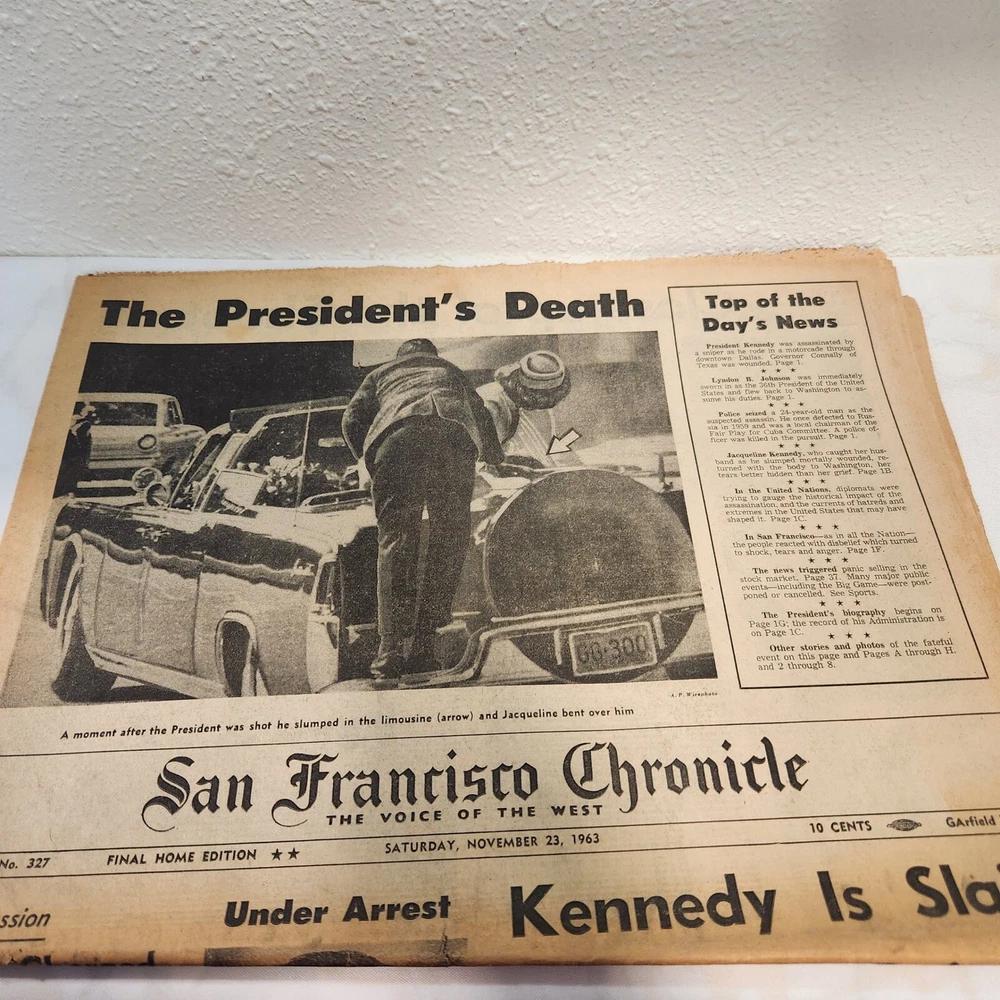 The President's Death
Top of the
Day's News
President Kennedy was assassinated by
a sniper as he rode in a motorcade through
downtown Dallas. Governor Connally of
Texas was wounded. Page 1.
★ ★ ★
Lyndon B. Johnson was immediately
sworn in as the 36th President of the United
States and flew back to Washington to as-
sume his duties. Page 1.
★ ★ ★
Police seized a 24-year-old man as the
suspected assassin. He once defected to Rus-
sia in 1959 and was a local chairman of the
Fair Play for Cuba Committee. A police of-
ficer was killed in the pursuit. Page 1.
★ ★ ★
Jacqueline Kennedy, who caught her hus-
band as he slumped mortally wounded, re-
turned with the body to Washington, her
tears better hidden than her grief. Page 1B.
★ ★ ★
In the United Nations, diplomats were
trying to gauge the historical impact of the
assassination, and the currents of hatreds and
extremes in the United States that may have
shaped it. Page 1C.
★ ★ ★
In San Francisco—as in all the Nation—
the people reacted with disbelief which turned
to shock, tears and anger. Page 1F.
★ ★ ★
The news triggered panic selling in the
stock market. Page 37. Many major public
events—including the Big Game—were post-
poned or cancelled. See Sports.
★ ★ ★
The President's biography begins on
Page 1G; the record of his Administration is
on Page 1C.
★ ★ ★
Other stories and photos of the fateful
event on this page and Pages A through H.
and 2 through 8.
GG·300
A.P. Wirephoto
A moment after the President was shot he slumped in the limousine (arrow) and Jacqueline bent over him
San Francisco Chronicle
THE VOICE OF THE WEST
No. 327 FINAL HOME EDITION ★★ SATURDAY, NOVEMBER 23, 1963 10 CENTS GArfield
ssion
Under Arrest
Kennedy Is Sla